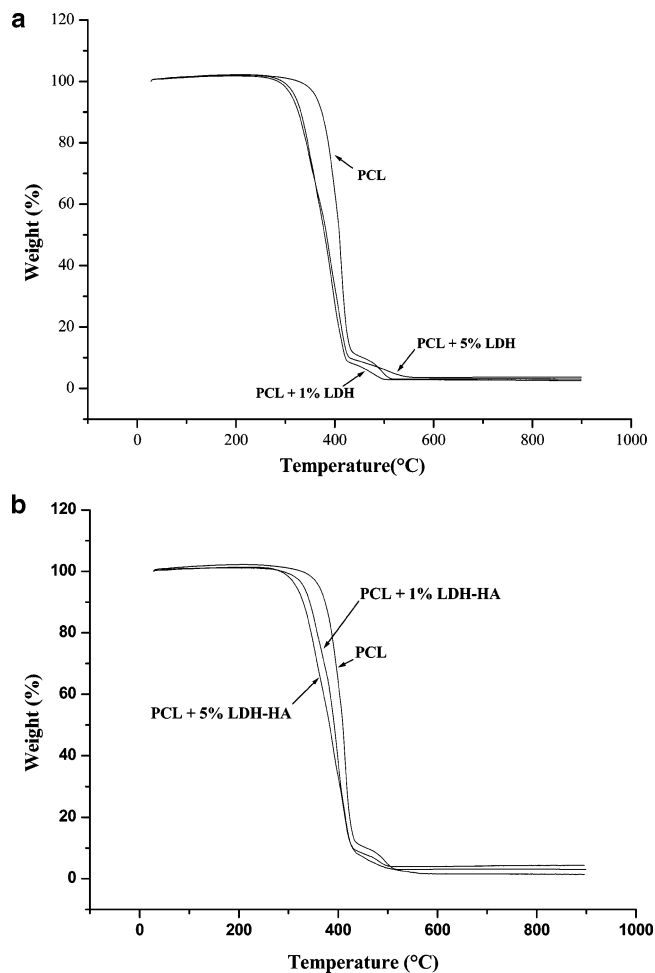 a
120
100
80
60
40
20
0
Weight (%)
PCL
PCL + 5% LDH
PCL + 1% LDH
0
200
400
600
800
1000
Temperature(°C)
b
120
100
80
60
40
20
0
Weight (%)
PCL + 1% LDH-HA
PCL
PCL + 5% LDH-HA
0
200
400
600
800
1000
Temperature (°C)